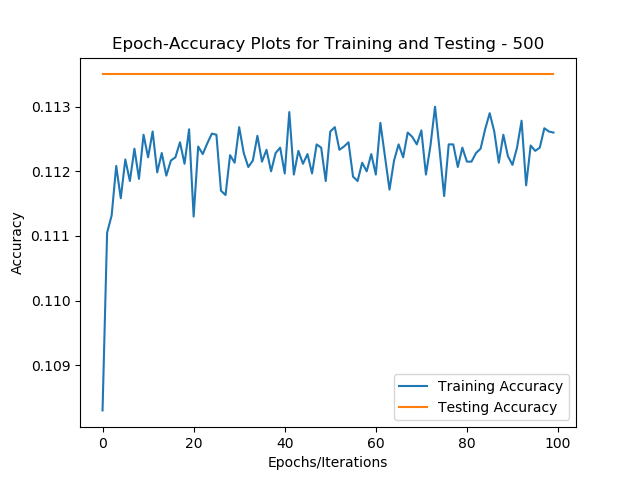 Epoch-Accuracy Plots for Training and Testing - 500
0.113
0.112
0.111
0.110
0.109
Accuracy
Training Accuracy
Testing Accuracy
0 20 40 60 80 100
Epochs/Iterations